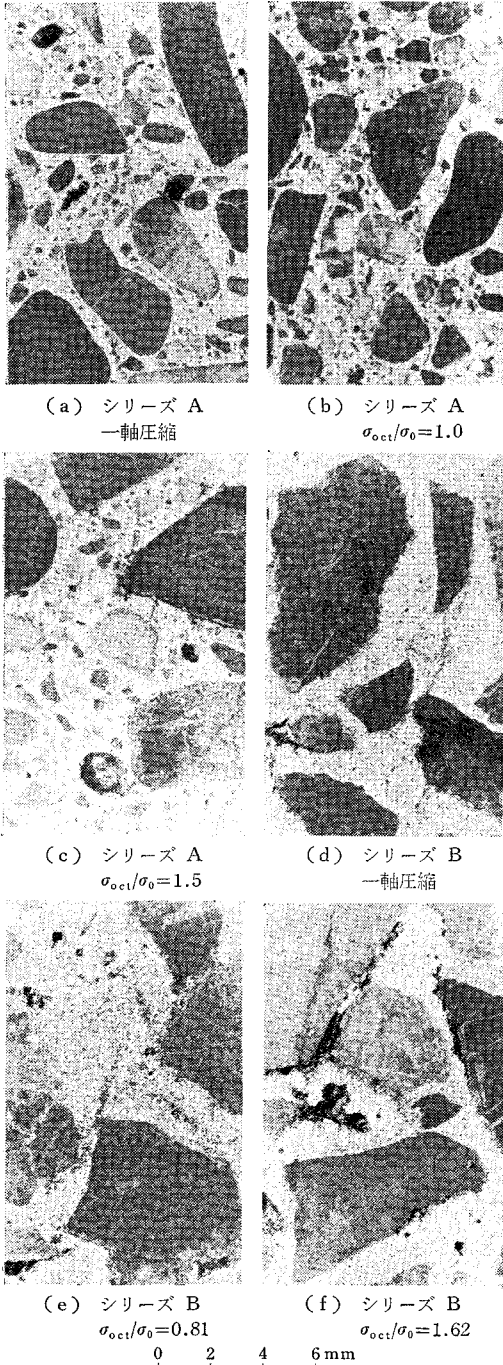 (a) シリーズ A
一軸圧縮
(b) シリーズ A
σoct/σ0=1.0
(c) シリーズ A
σoct/σ0=1.5
(d) シリーズ B
一軸圧縮
(e) シリーズ B
σoct/σ0=0.81
(f) シリーズ B
σoct/σ0=1.62
0 2 4 6 mm